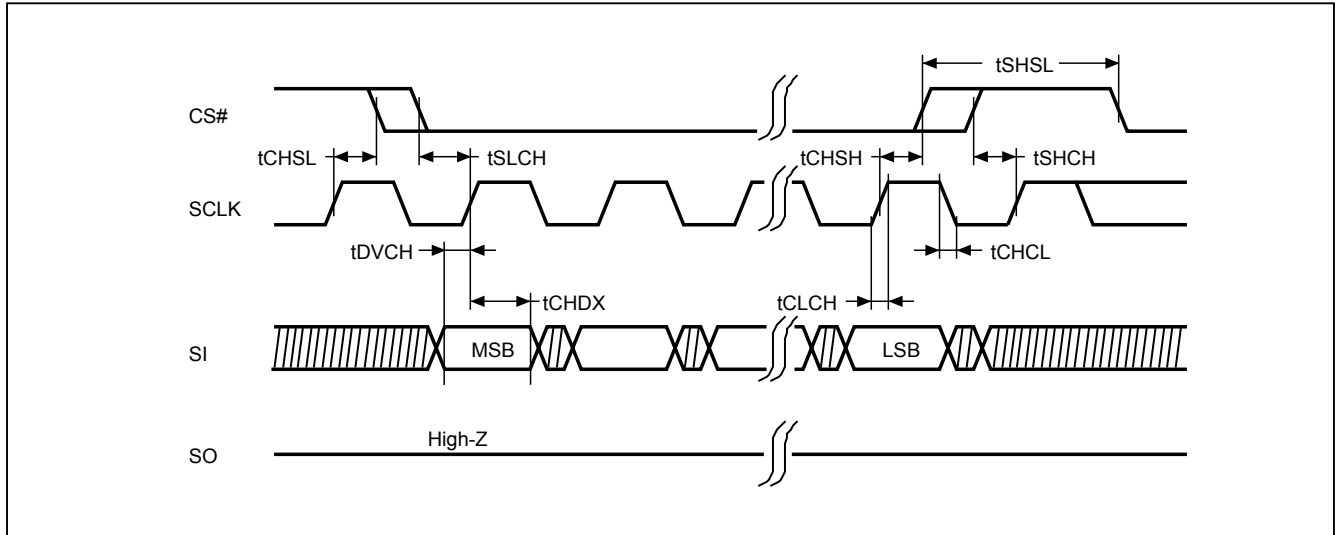 tSHSL
CS#
tCHSL
tSLCH
tCHSH
tSHCH
SCLK
tDVCH
tCHCL
tCHDX
tCLCH
SI
MSB
LSB
High-Z
SO